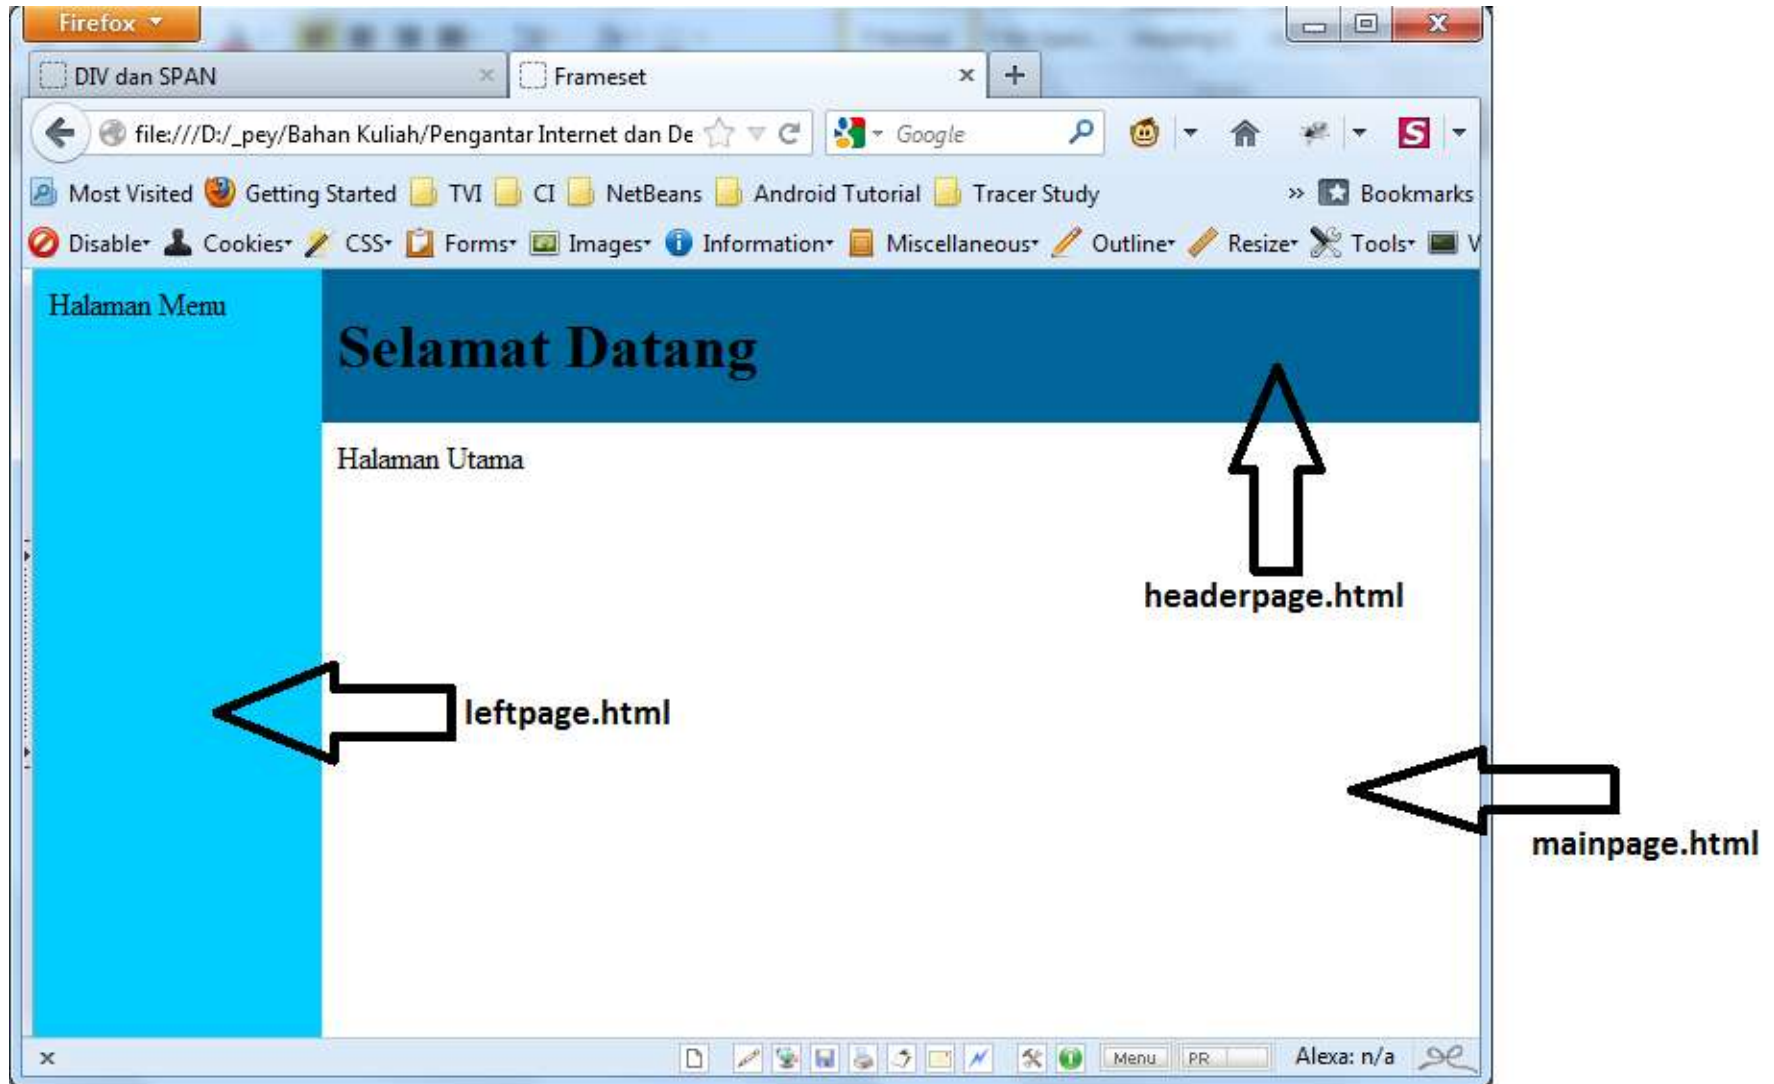 Firefox
DIV dan SPAN
Frameset
file:///D:/_pey/Bahan Kuliah/Pengantar Internet dan De
Google
Most Visited Getting Started TVI CI NetBeans Android Tutorial Tracer Study » Bookmarks
Disable Cookies CSS Forms Images Information Miscellaneous Outline Resize Tools V
Halaman Menu
Selamat Datang
Halaman Utama
headerpage.html
leftpage.html
mainpage.html
Menu PR Alexa: n/a